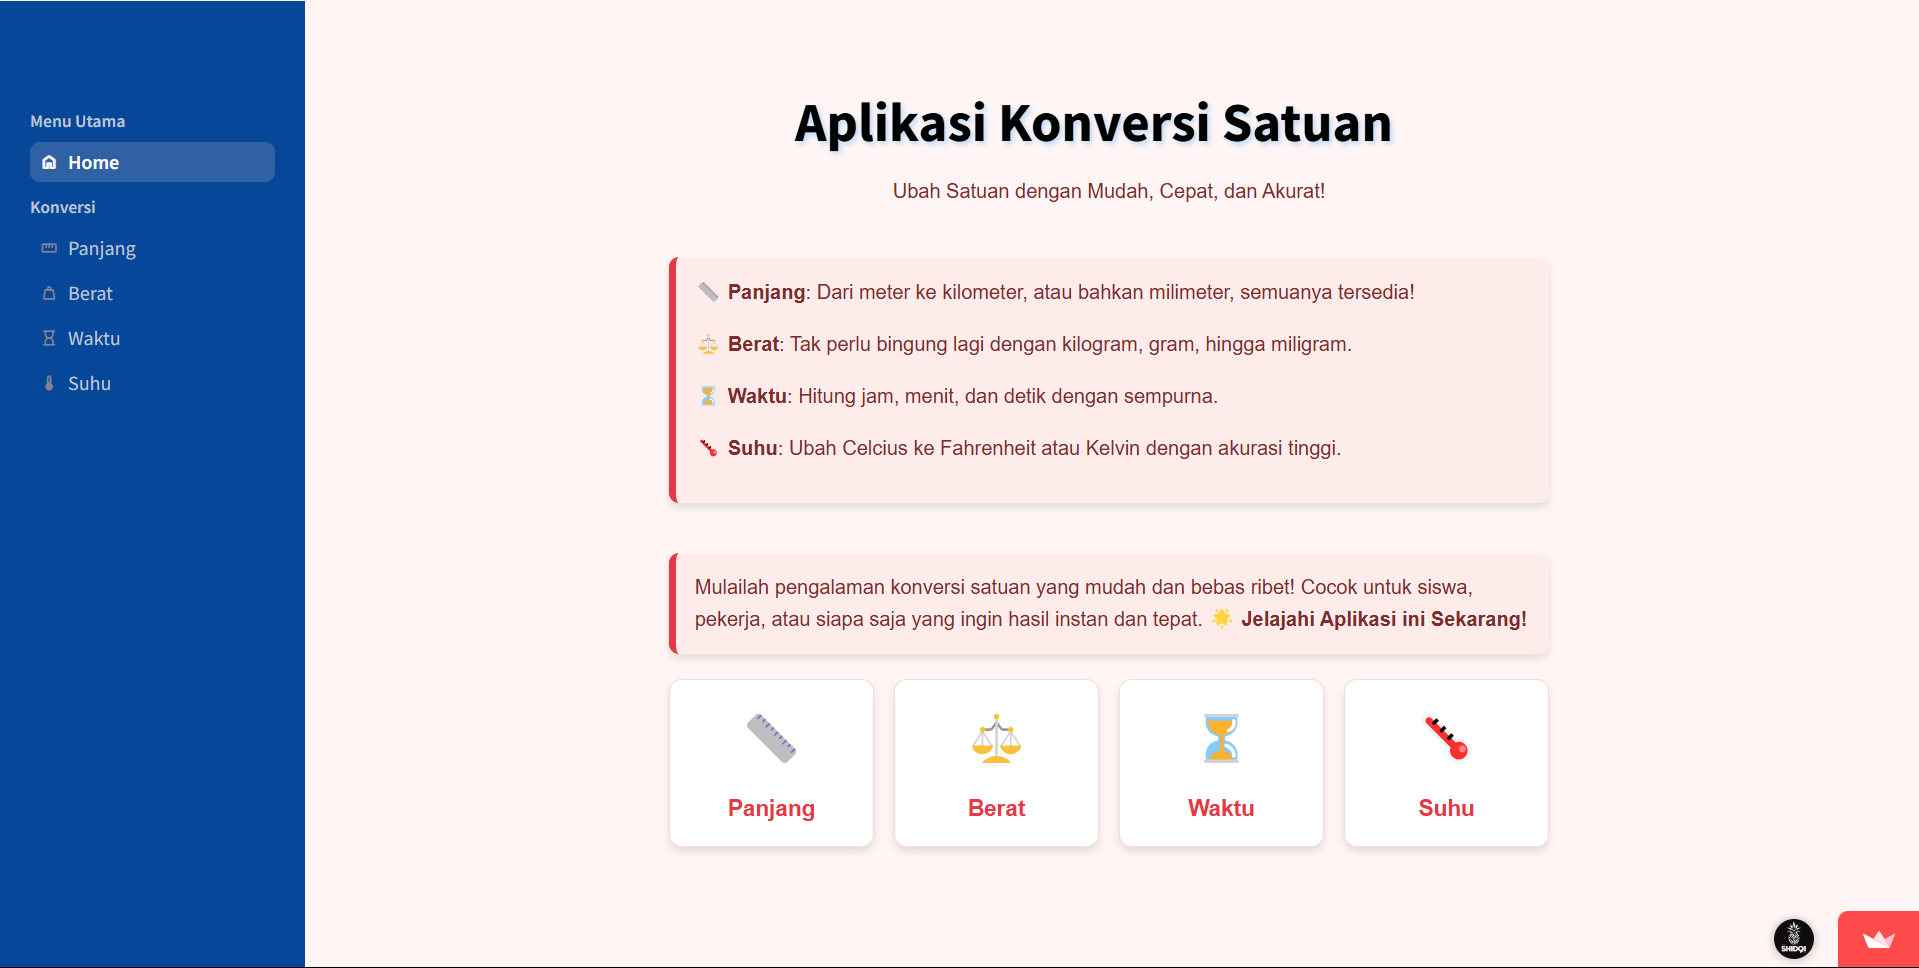 Menu Utama
Home
Konversi
Panjang
Berat
Waktu
Suhu
Aplikasi Konversi Satuan
Ubah Satuan dengan Mudah, Cepat, dan Akurat!
Panjang: Dari meter ke kilometer, atau bahkan milimeter, semuanya tersedia!
Berat: Tak perlu bingung lagi dengan kilogram, gram, hingga miligram.
Waktu: Hitung jam, menit, dan detik dengan sempurna.
Suhu: Ubah Celcius ke Fahrenheit atau Kelvin dengan akurasi tinggi.
Mulailah pengalaman konversi satuan yang mudah dan bebas ribet! Cocok untuk siswa,
pekerja, atau siapa saja yang ingin hasil instan dan tepat. 🌟 Jelajahi Aplikasi ini Sekarang!
Panjang
Berat
Waktu
Suhu
SHIDQI